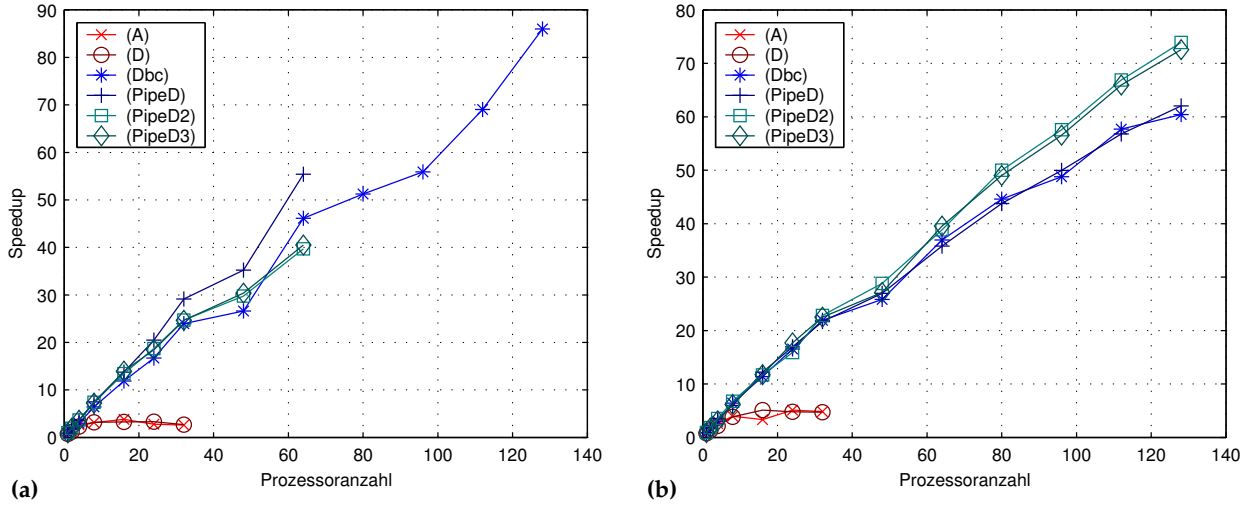 90
80
70
60
50
40
30
20
10
0
Speedup
(A)
(D)
(Dbc)
(PipeD)
(PipeD2)
(PipeD3)
0 20 40 60 80 100 120 140
Prozessoranzahl
(a)
80
70
60
50
40
30
20
10
0
Speedup
(A)
(D)
(Dbc)
(PipeD)
(PipeD2)
(PipeD3)
0 20 40 60 80 100 120 140
Prozessoranzahl
(b)